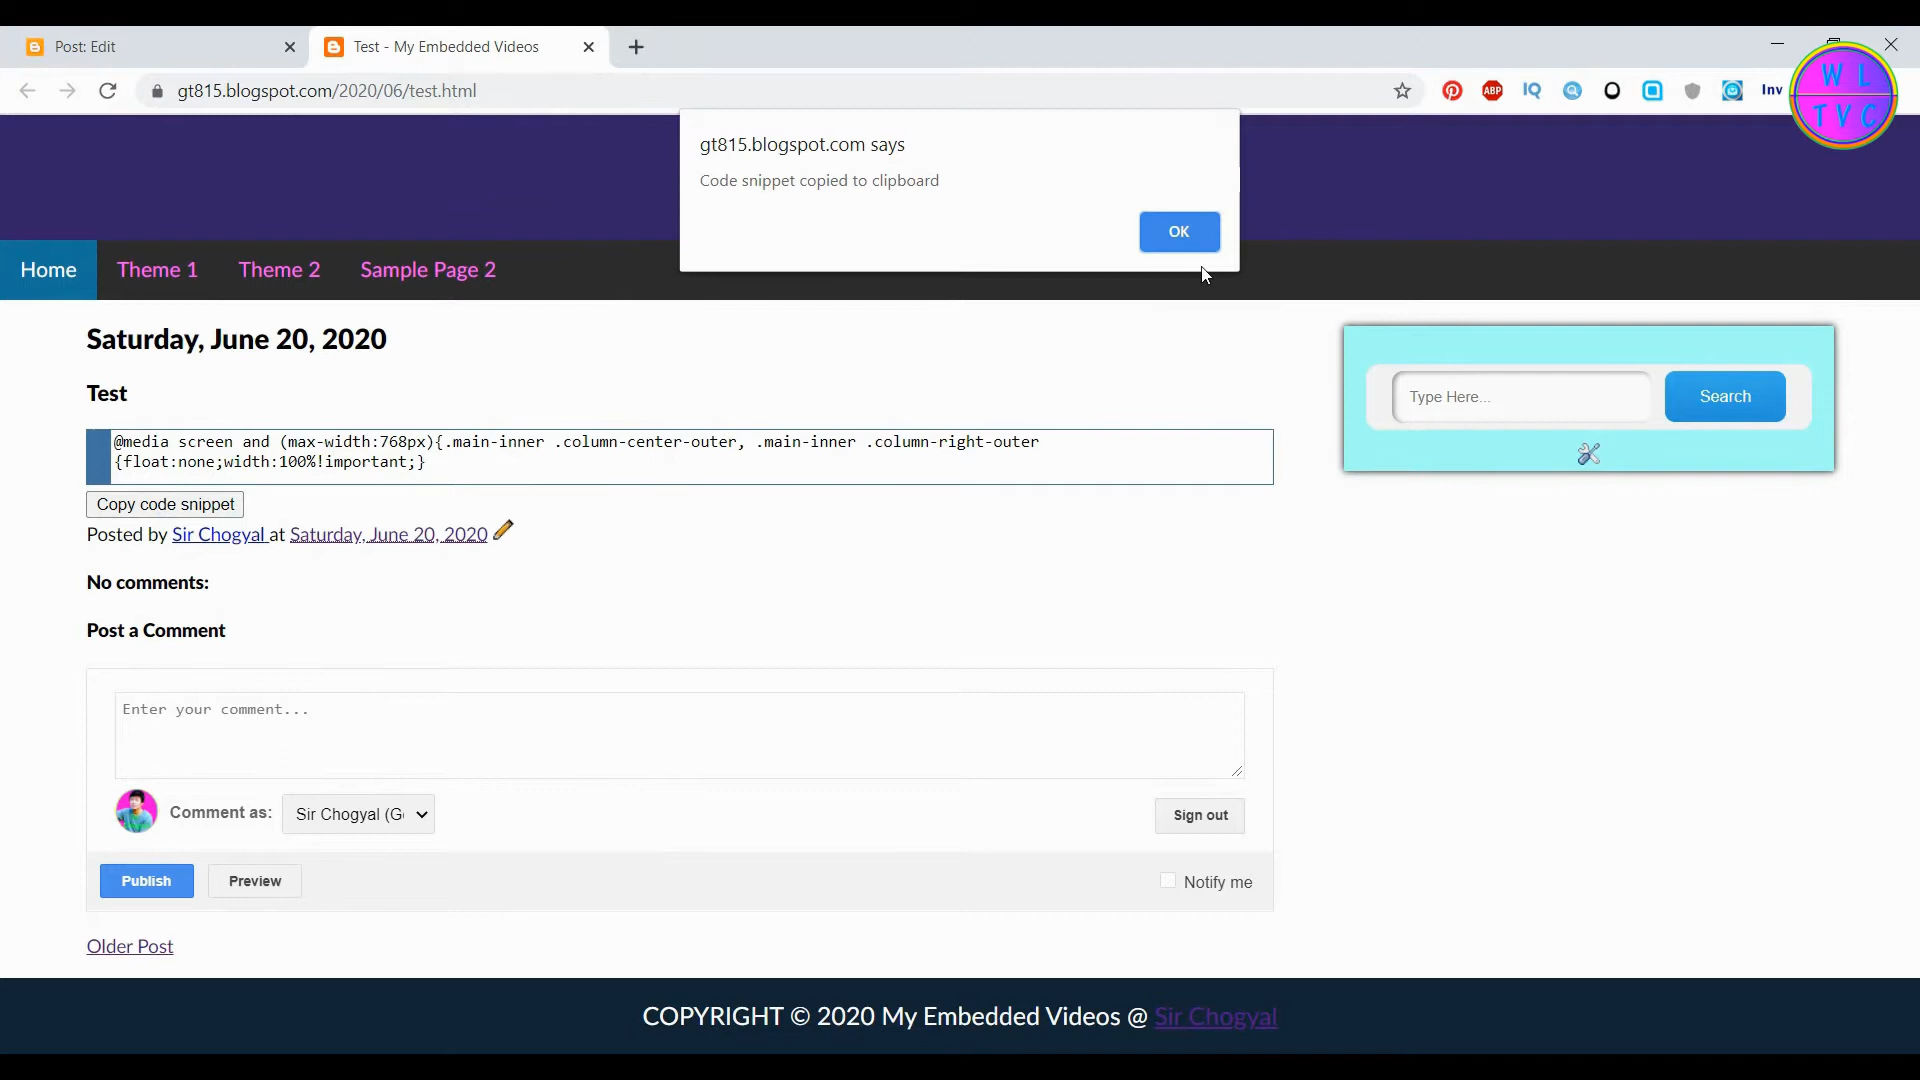 Post: Edit
Test - My Embedded Videos
gt815.blogspot.com/2020/06/test.html
ABP
IQ
Inv
W L
T V C
gt815.blogspot.com says
Code snippet copied to clipboard
OK
Home
Theme 1
Theme 2
Sample Page 2
Saturday, June 20, 2020
Test
@media screen and (max-width:768px){.main-inner .column-center-outer, .main-inner .column-right-outer
{float:none;width:100%!important;}
Copy code snippet
Posted by Sir Chogyal at Saturday, June 20, 2020
No comments:
Post a Comment
Enter your comment...
Comment as:
Sir Chogyal (G
Sign out
Publish
Preview
Notify me
Older Post
Type Here...
Search
COPYRIGHT © 2020 My Embedded Videos @ Sir Chogyal